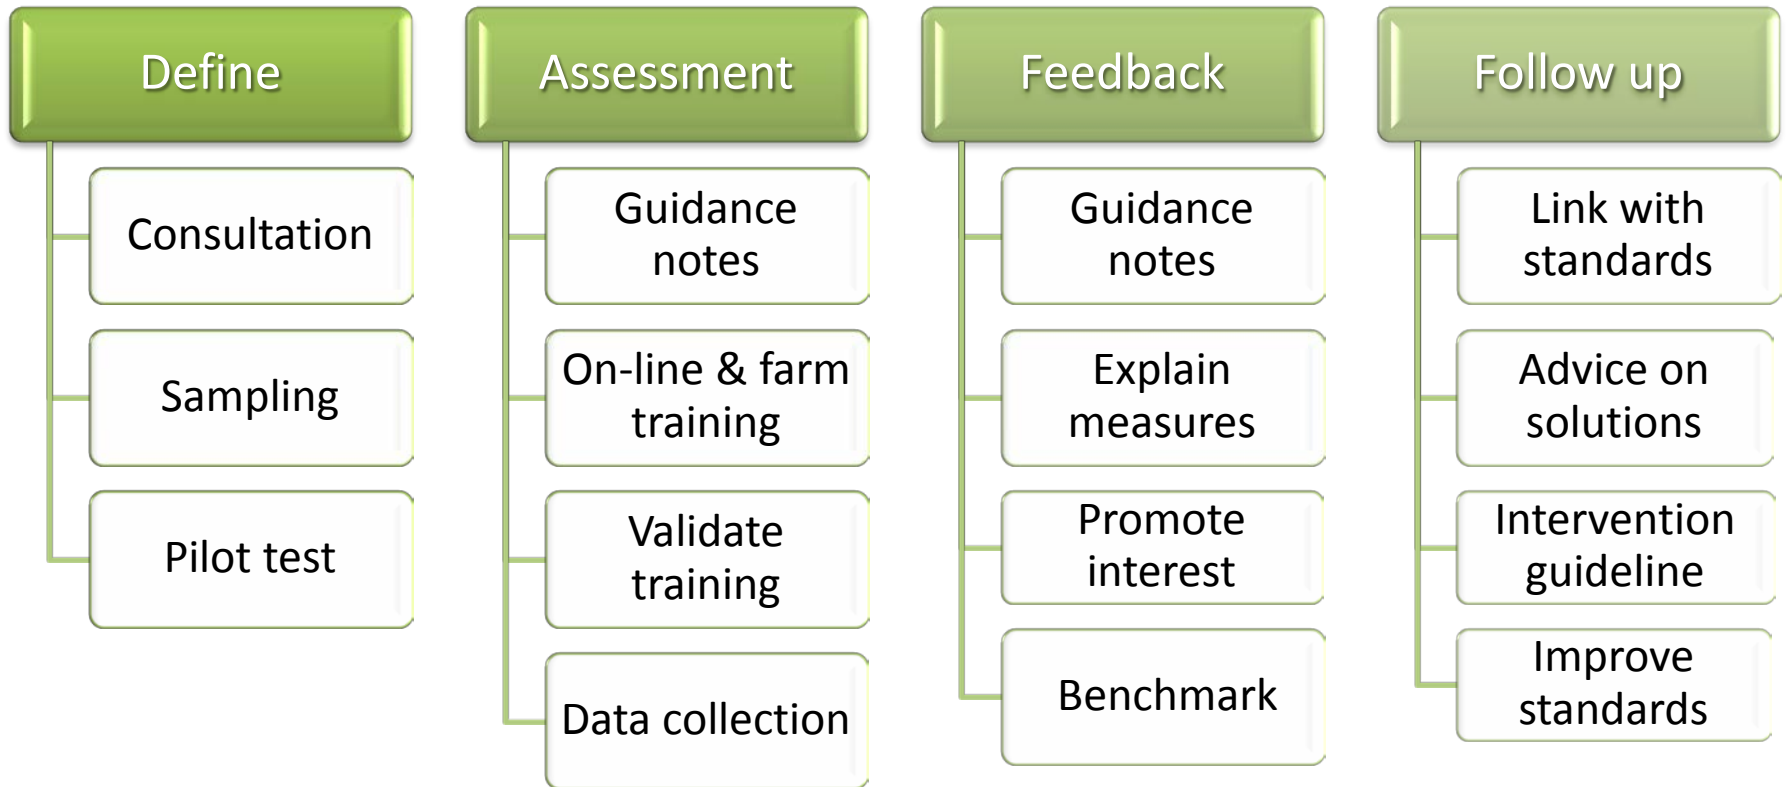 Define
Consultation
Sampling
Pilot test
Assessment
Guidance
notes
On-line & farm
training
Validate
training
Data collection
Feedback
Guidance
notes
Explain
measures
Promote
interest
Benchmark
Follow up
Link with
standards
Advice on
solutions
Intervention
guideline
Improve
standards